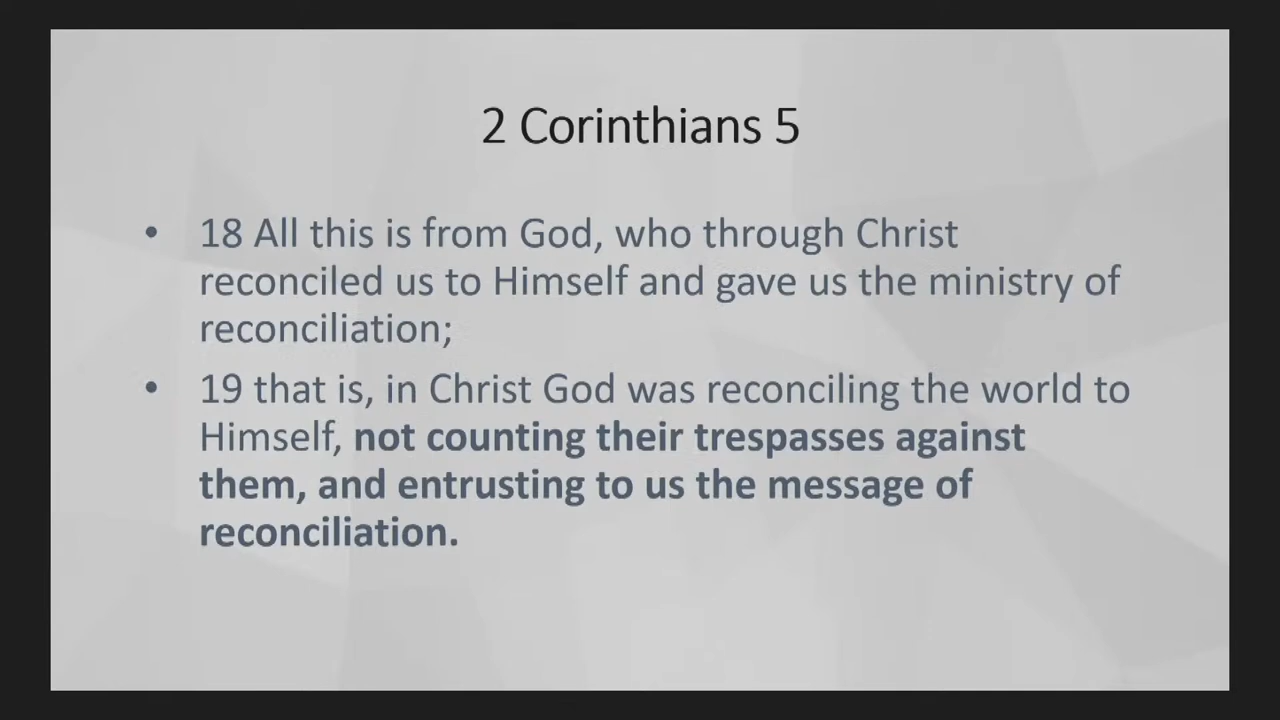 2 Corinthians 5
• 18 All this is from God, who through Christ
reconciled us to Himself and gave us the ministry of
reconciliation;
• 19 that is, in Christ God was reconciling the world to
Himself, not counting their trespasses against
them, and entrusting to us the message of
reconciliation.